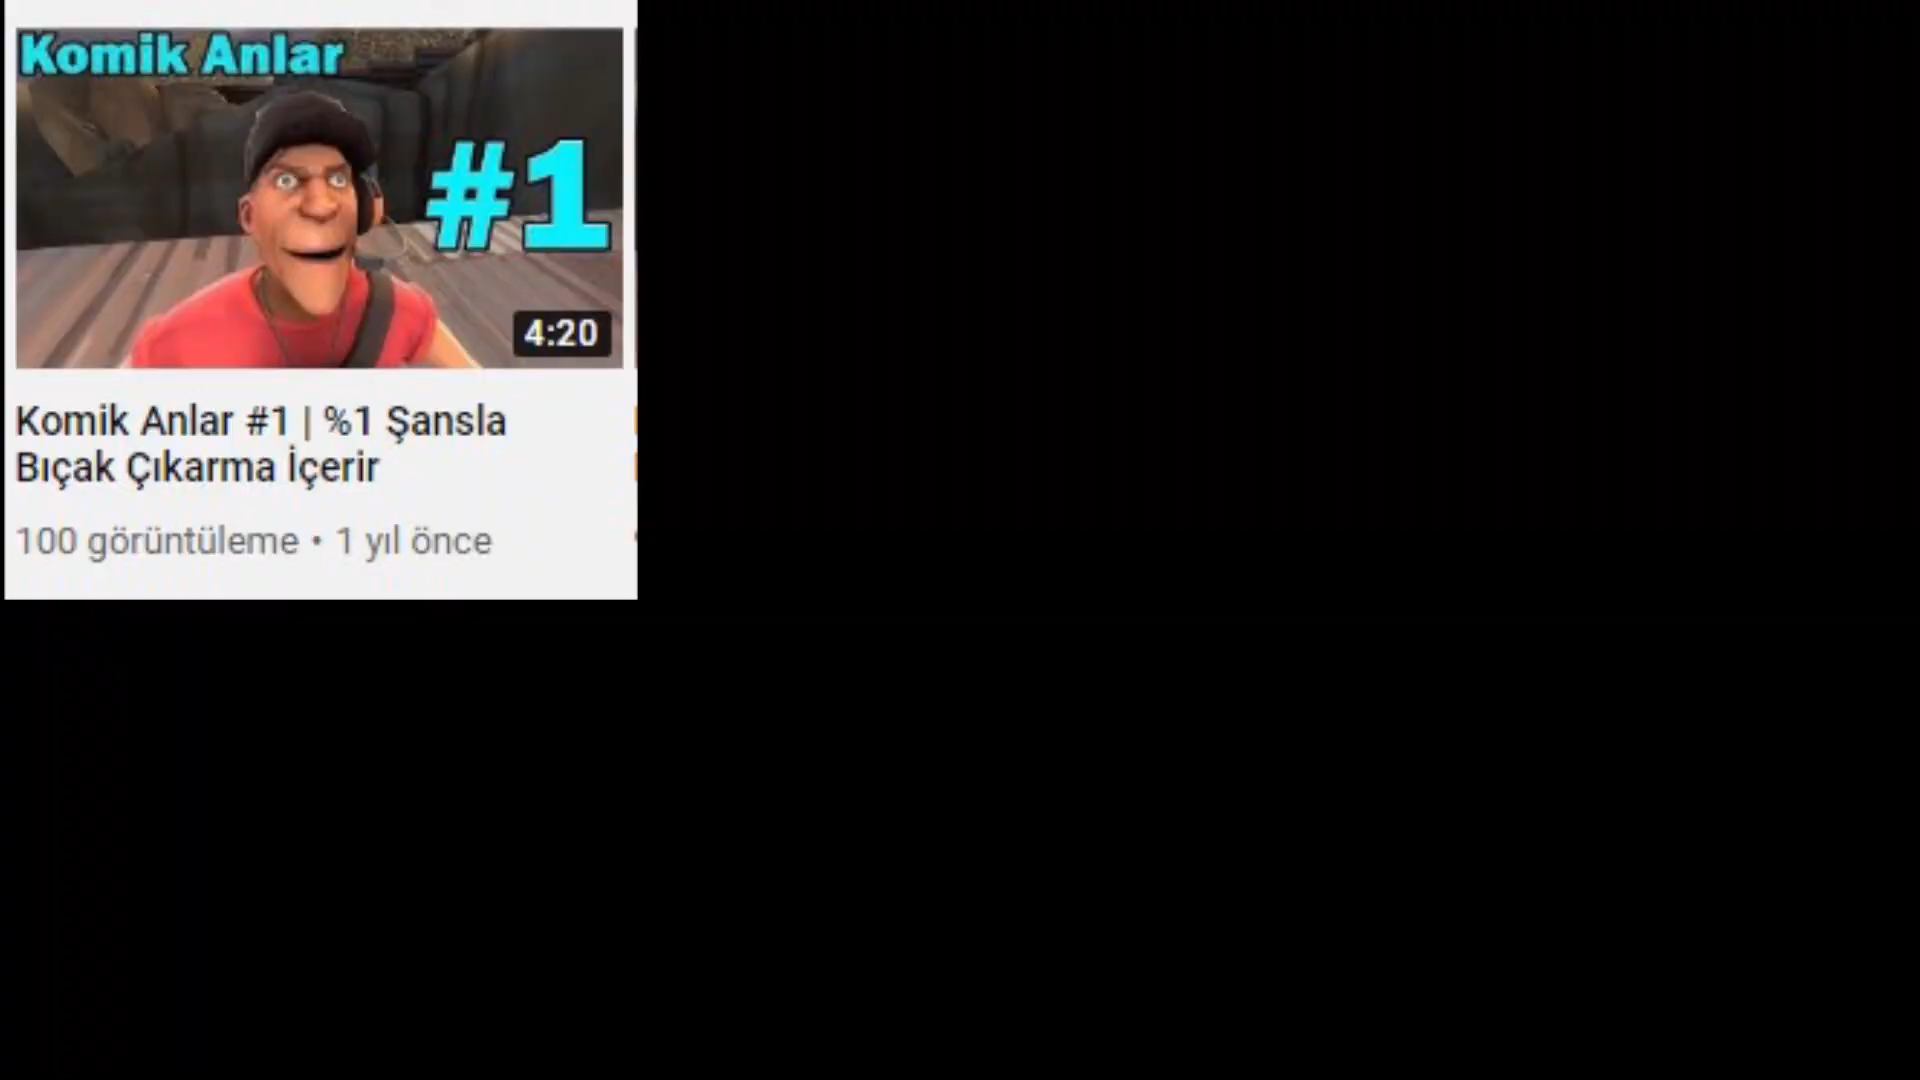 Komik Anlar
#1
4:20
Komik Anlar #1 | %1 Şansla
Bıçak Çıkarma İçerir
100 görüntüleme • 1 yıl önce